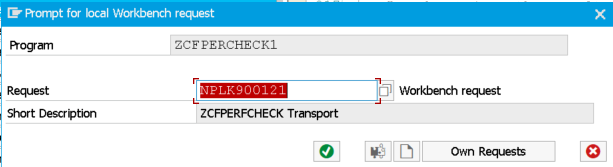 Prompt for local Workbench request
Program ZCFPERCHECK1
Request NPLK900121 Workbench request
Short Description ZCFPERFCHECK Transport
Own Requests